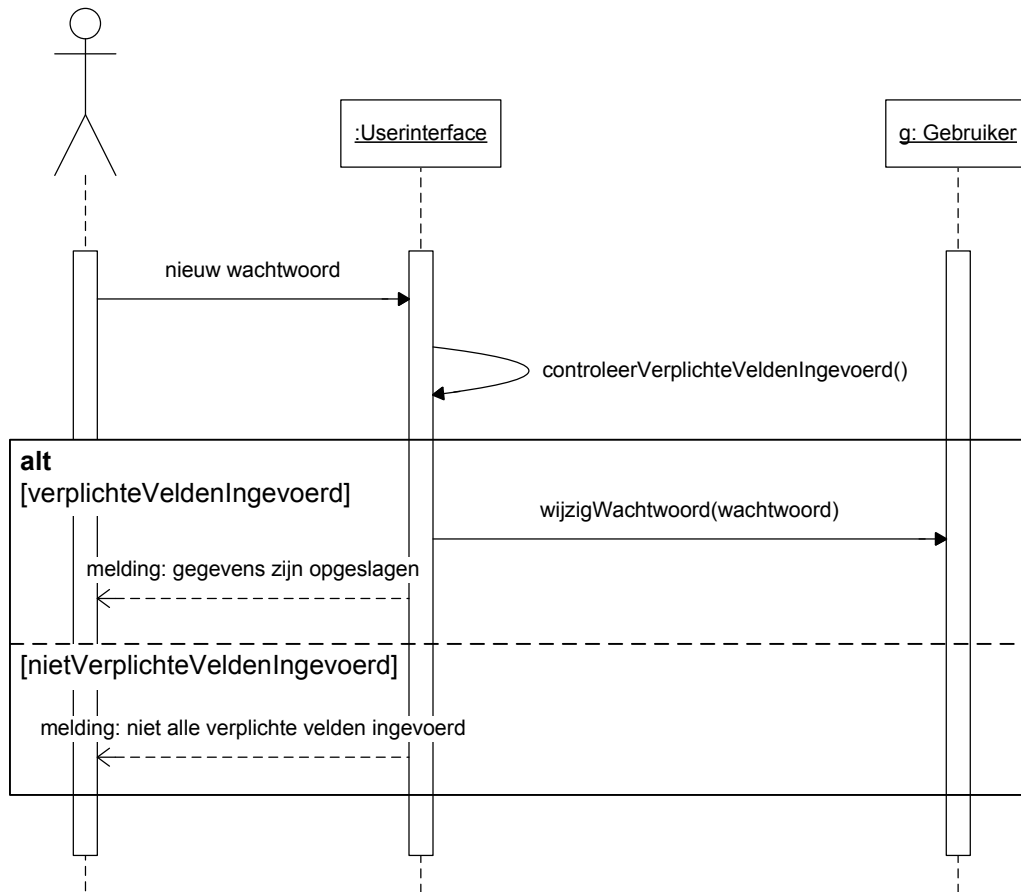 :Userinterface
g: Gebruiker
nieuw wachtwoord
controleerVerplichteVeldenIngevoerd()
alt
[verplichteVeldenIngevoerd]
wijzigWachtwoord(wachtwoord)
melding: gegevens zijn opgeslagen
[nietVerplichteVeldenIngevoerd]
melding: niet alle verplichte velden ingevoerd